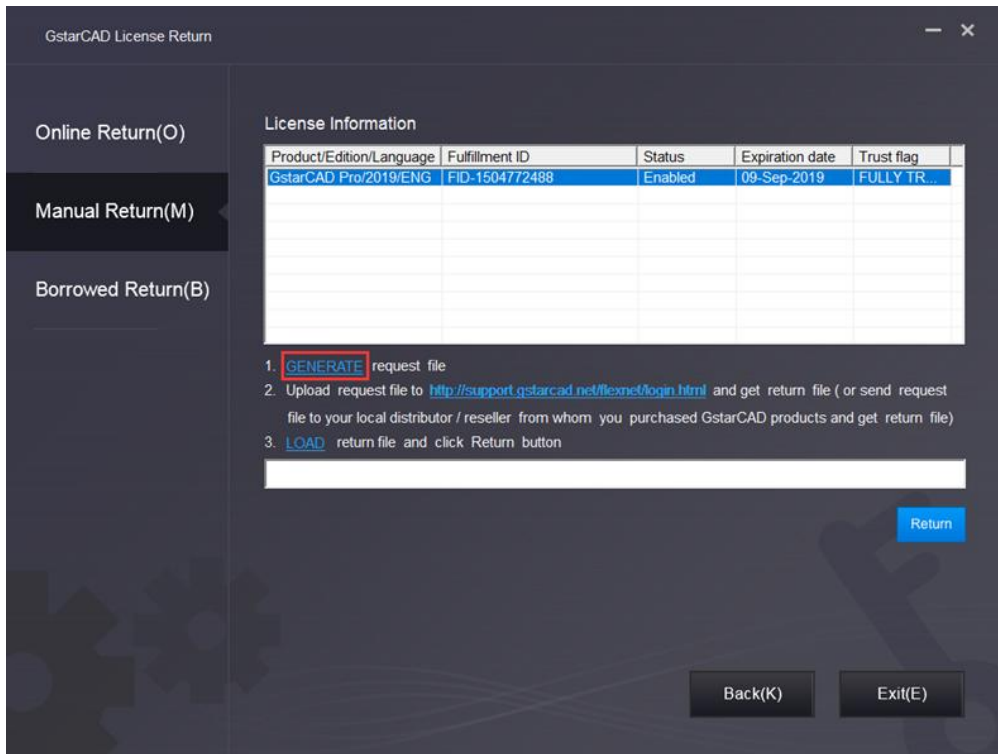 GstarCAD License Return
Online Return(O)
Manual Return(M)
Borrowed Return(B)
License Information
Product/Edition/Language Fulfillment ID Status Expiration date Trust flag
GstarCAD Pro/2019/ENG FID-1504772488 Enabled 09-Sep-2019 FULLY TR...
1. GENERATE request file
2. Upload request file to http://support.gstarcad.net/flexnet/login.html and get return file ( or send request
file to your local distributor / reseller from whom you purchased GstarCAD products and get return file)
3. LOAD return file and click Return button
Return
Back(K) Exit(E)